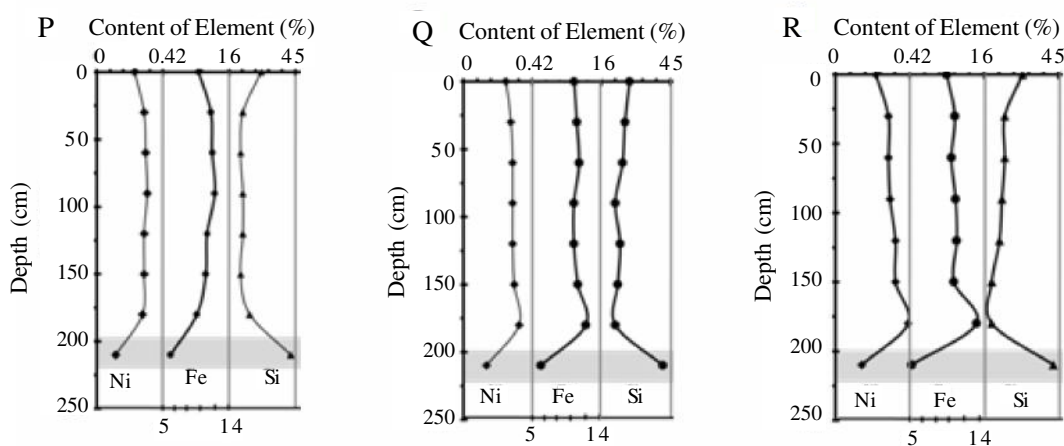 P Content of Element (%)
0 0.42 16 45
0
50
100
150
200
250
Depth (cm)
Ni Fe Si
5 14
Q Content of Element (%)
0 0.42 16 45
0
50
100
150
200
250
Depth (cm)
Ni Fe Si
5 14
R Content of Element (%)
0 0.42 16 45
0
50
100
150
200
250
Depth (cm)
Ni Fe Si
5 14